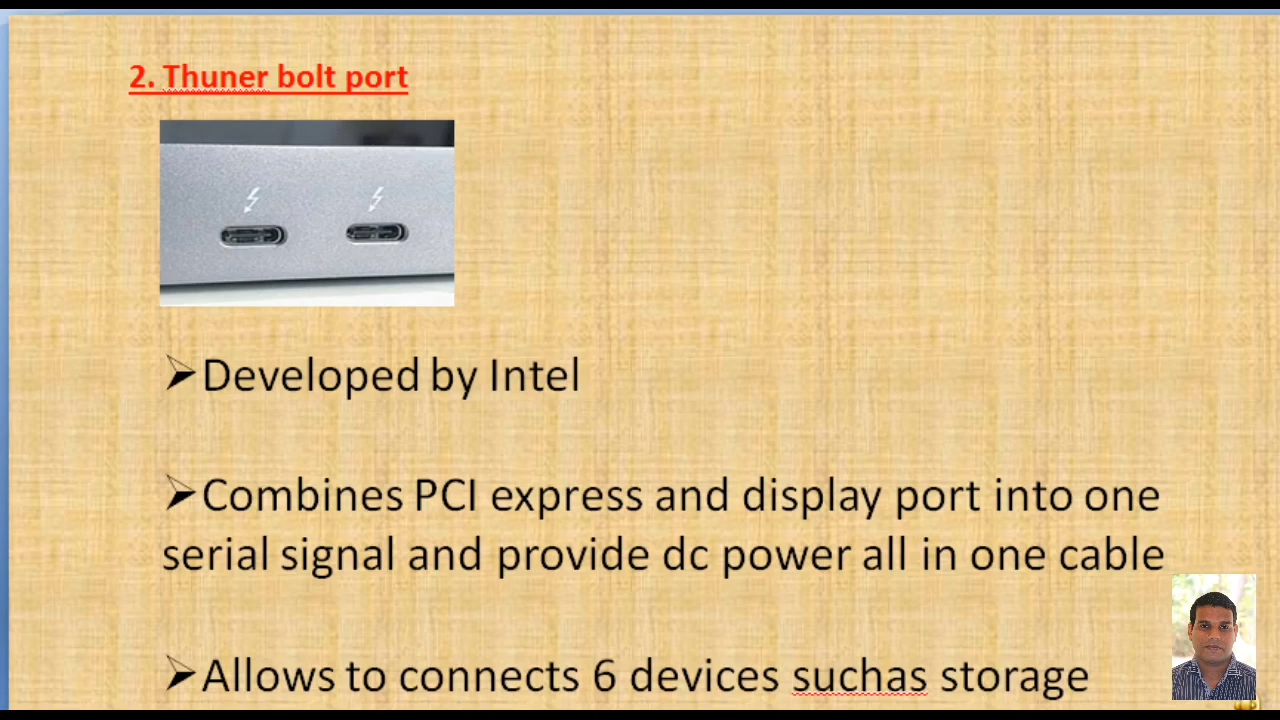 2. Thuner bolt port
➢Developed by Intel
➢Combines PCI express and display port into one
serial signal and provide dc power all in one cable
➢Allows to connects 6 devices suchas storage